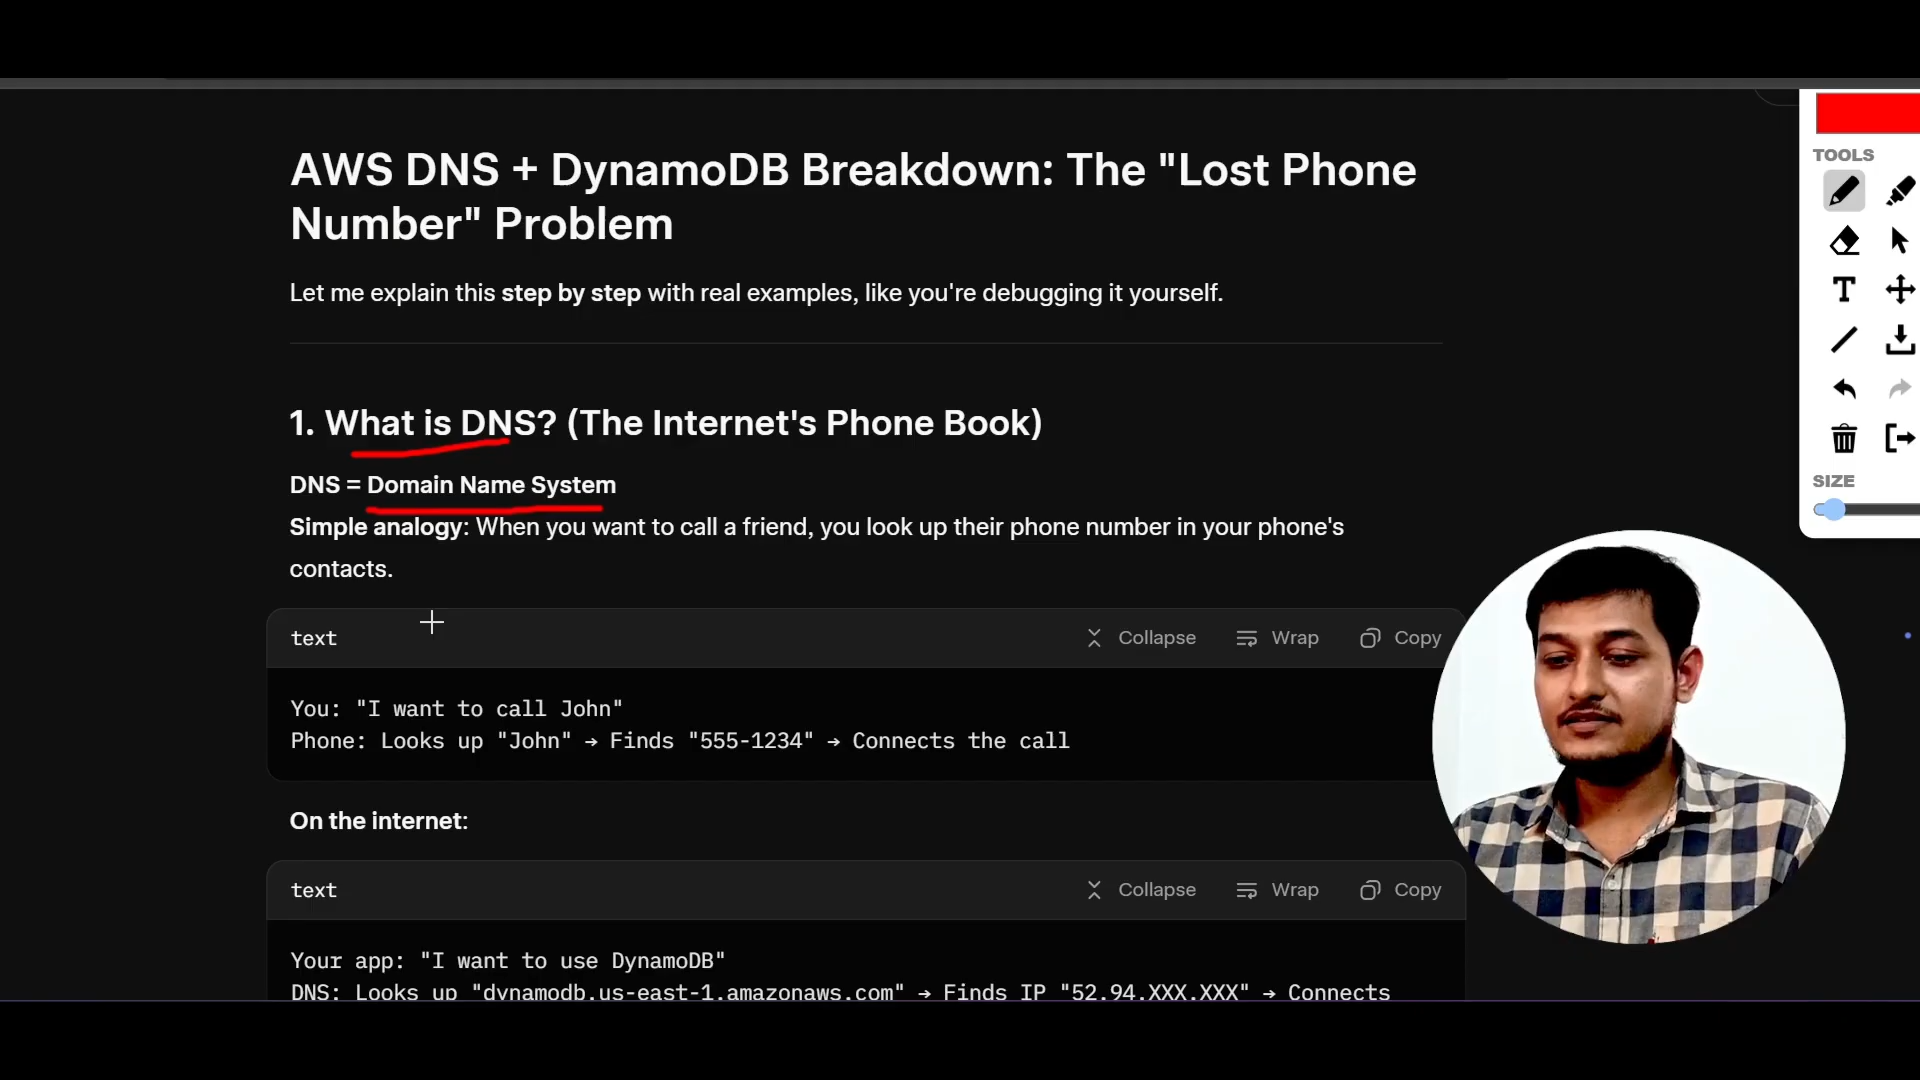 AWS DNS + DynamoDB Breakdown: The "Lost Phone
Number" Problem
Let me explain this step by step with real examples, like you're debugging it yourself.
1. What is DNS? (The Internet's Phone Book)
DNS = Domain Name System
Simple analogy: When you want to call a friend, you look up their phone number in your phone's
contacts.
text
Collapse
Wrap
Copy
You: "I want to call John"
Phone: Looks up "John" → Finds "555-1234" → Connects the call
On the internet:
text
Collapse
Wrap
Copy
Your app: "I want to use DynamoDB"
DNS: Looks up "dynamodb.us-east-1.amazonaws.com" → Finds IP "52.94.XXX.XXX" → Connects
TOOLS
SIZE